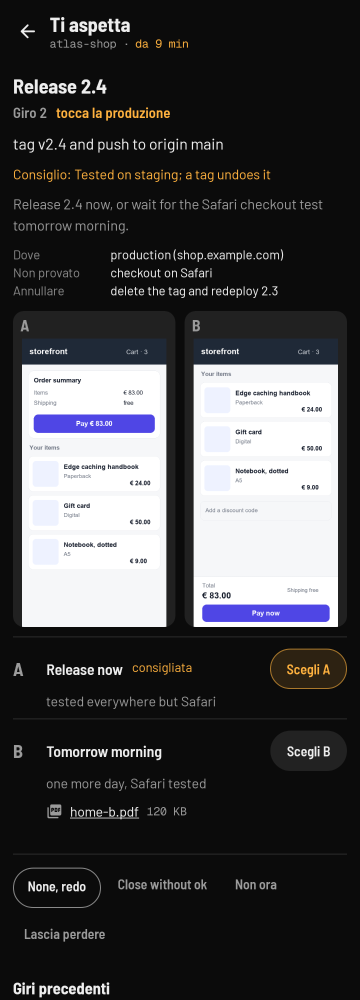 Ti aspetta
atlas-shop · da 9 min
Release 2.4
Giro 2 tocca la produzione
tag v2.4 and push to origin main
Consiglio: Tested on staging; a tag undoes it
Release 2.4 now, or wait for the Safari checkout test
tomorrow morning.
Dove production (shop.example.com)
Non provato checkout on Safari
Annullare delete the tag and redeploy 2.3
A
storefront Cart · 3
Order summary
Items € 83.00
Shipping free
Pay € 83.00
Your items
Edge caching handbook
Paperback
€ 24.00
Gift card
Digital
€ 50.00
Notebook, dotted
A5
€ 9.00
B
storefront Cart · 3
Your items
Edge caching handbook
Paperback
€ 24.00
Gift card
Digital
€ 50.00
Notebook, dotted
A5
€ 9.00
Add a discount code
Total
€ 83.00 Shipping free
Pay now
A Release now consigliata Scegli A
tested everywhere but Safari
B Tomorrow morning Scegli B
one more day, Safari tested
PDF home-b.pdf 120 KB
None, redo Close without ok Non ora
Lascia perdere
Giri precedenti